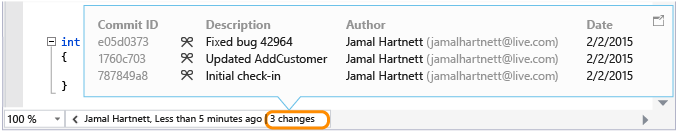 Commit ID Description Author Date
e05d0373 Fixed bug 42964 Jamal Hartnett (jamalhartnett@live.com) 2/2/2015
int 1760c703 Updated AddCustomer Jamal Hartnett (jamalhartnett@live.com) 2/2/2015
{
787849a8 Initial check-in Jamal Hartnett (jamalhartnett@live.com) 2/2/2015
}
100 % Jamal Hartnett, Less than 5 minutes ago 3 changes